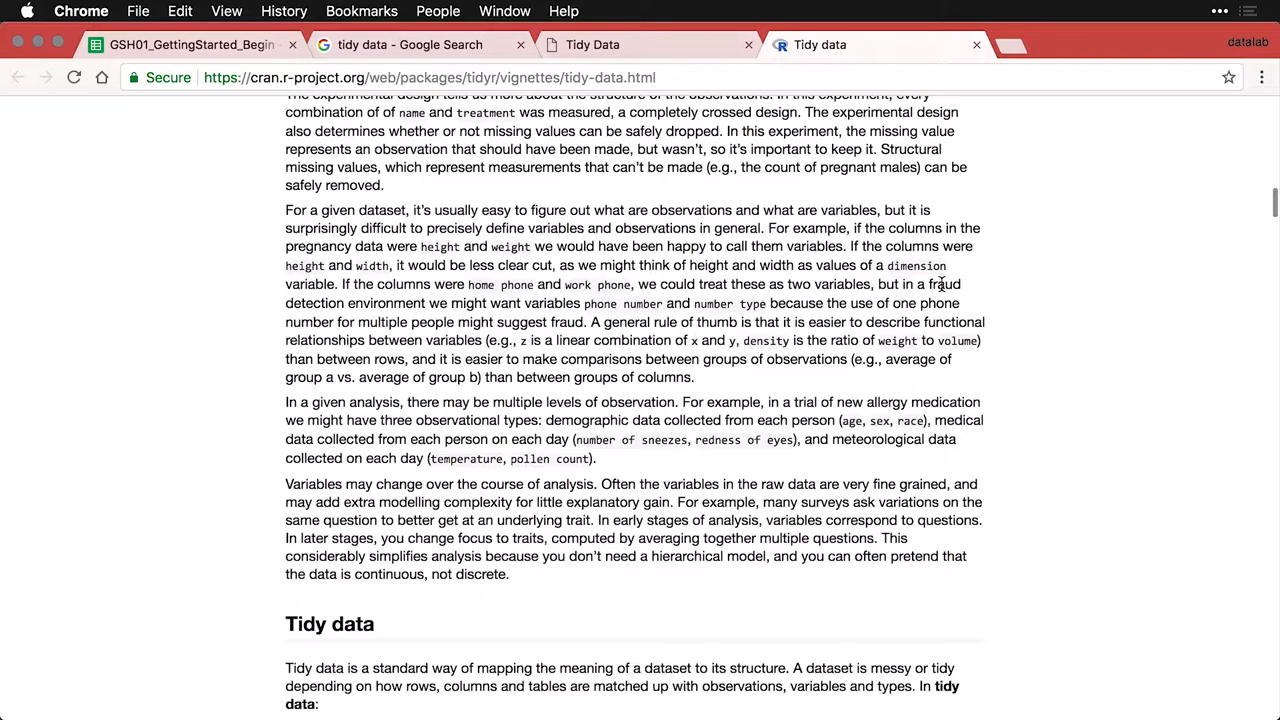 Chrome File Edit View History Bookmarks People Window Help
GSH01_GettingStarted_Begin - tidy data - Google Search Tidy Data Tidy data datalab
Secure https://cran.r-project.org/web/packages/tidyr/vignettes/tidy-data.html
The experimental design tells us more about the structure of the observations. In this experiment, every
combination of of name and treatment was measured, a completely crossed design. The experimental design
also determines whether or not missing values can be safely dropped. In this experiment, the missing value
represents an observation that should have been made, but wasn't, so it's important to keep it. Structural
missing values, which represent measurements that can't be made (e.g., the count of pregnant males) can be
safely removed.
For a given dataset, it's usually easy to figure out what are observations and what are variables, but it is
surprisingly difficult to precisely define variables and observations in general. For example, if the columns in the
pregnancy data were height and weight we would have been happy to call them variables. If the columns were
height and width, it would be less clear cut, as we might think of height and width as values of a dimension
variable. If the columns were home phone and work phone, we could treat these as two variables, but in a fraud
detection environment we might want variables phone number and number type because the use of one phone
number for multiple people might suggest fraud. A general rule of thumb is that it is easier to describe functional
relationships between variables (e.g., z is a linear combination of x and y, density is the ratio of weight to volume)
than between rows, and it is easier to make comparisons between groups of observations (e.g., average of
group a vs. average of group b) than between groups of columns.
In a given analysis, there may be multiple levels of observation. For example, in a trial of new allergy medication
we might have three observational types: demographic data collected from each person (age, sex, race), medical
data collected from each person on each day (number of sneezes, redness of eyes), and meteorological data
collected on each day (temperature, pollen count).
Variables may change over the course of analysis. Often the variables in the raw data are very fine grained, and
may add extra modelling complexity for little explanatory gain. For example, many surveys ask variations on the
same question to better get at an underlying trait. In early stages of analysis, variables correspond to questions.
In later stages, you change focus to traits, computed by averaging together multiple questions. This
considerably simplifies analysis because you don't need a hierarchical model, and you can often pretend that
the data is continuous, not discrete.
Tidy data
Tidy data is a standard way of mapping the meaning of a dataset to its structure. A dataset is messy or tidy
depending on how rows, columns and tables are matched up with observations, variables and types. In tidy
data: